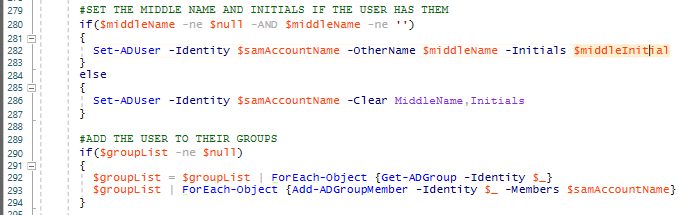 279 #SET THE MIDDLE NAME AND INITIALS IF THE USER HAS THEM
280 if($middleName -ne $null -AND $middleName -ne '')
281 {
282 Set-ADUser -Identity $samAccountName -OtherName $middleName -Initials $middleInitial
283 }
284 else
285 {
286 Set-ADUser -Identity $samAccountName -Clear MiddleName,Initials
287 }
288
289 #ADD THE USER TO THEIR GROUPS
290 if($groupList -ne $null)
291 {
292 $groupList = $groupList | ForEach-Object {Get-ADGroup -Identity $_}
293 $groupList | ForEach-Object {Add-ADGroupMember -Identity $_ -Members $samAccountName}
294 }